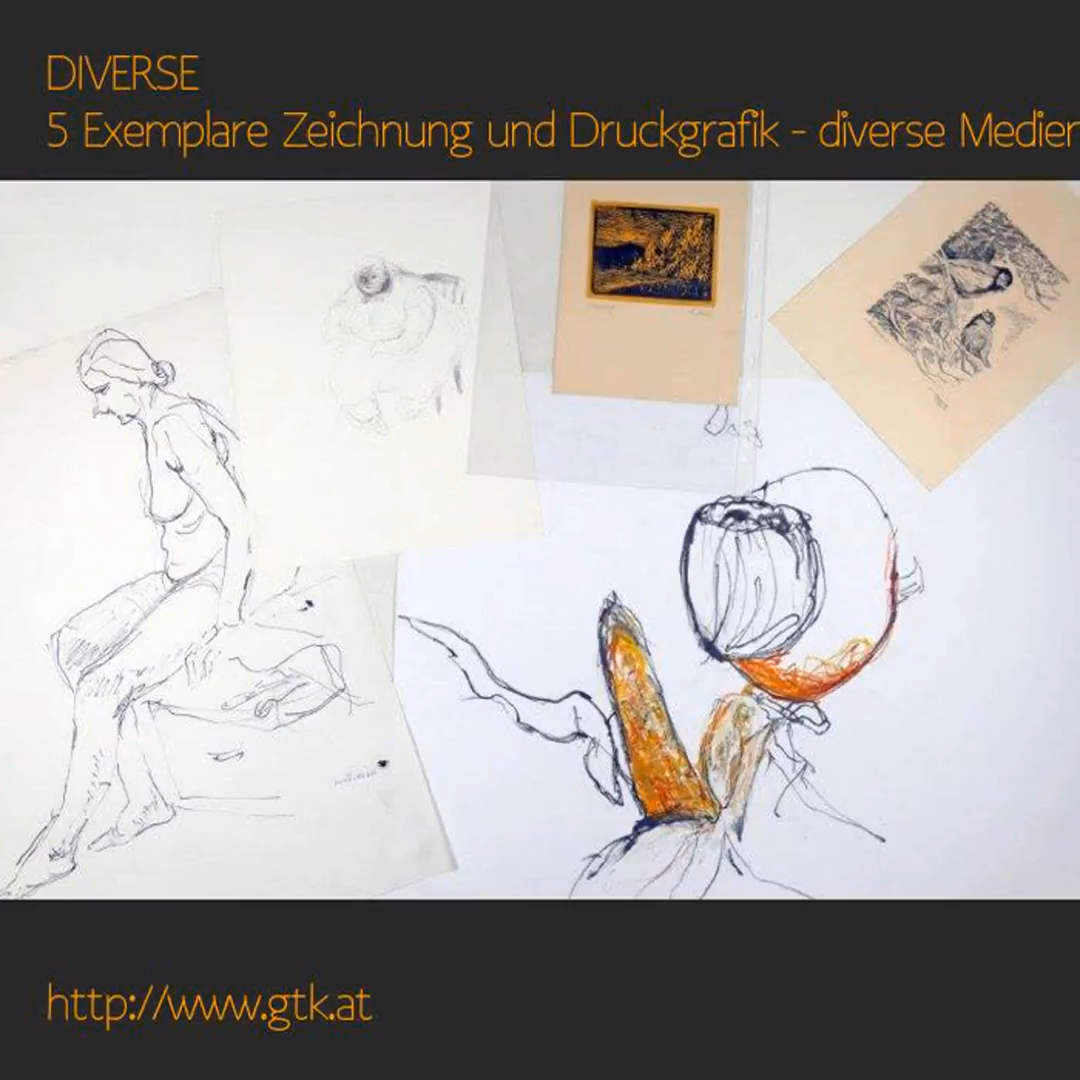 DIVERSE
5 Exemplare Zeichnung und Druckgrafik - diverse Medien
http://www.gtk.at